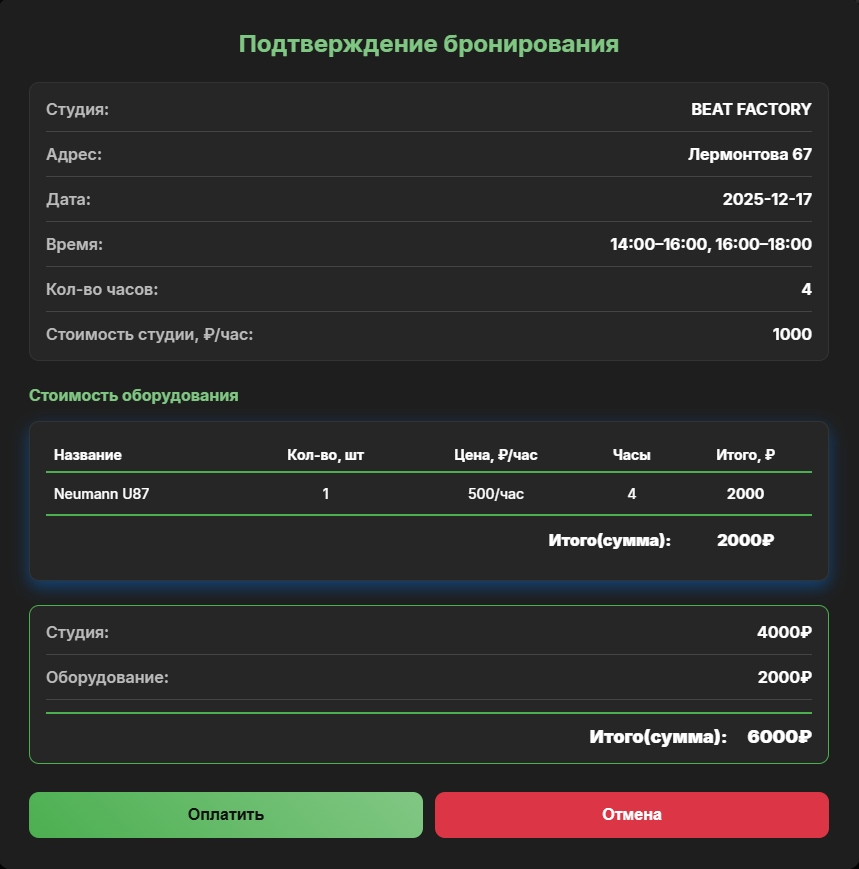 Подтверждение бронирования
Студия: BEAT FACTORY
Адрес: Лермонтова 67
Дата: 2025-12-17
Время: 14:00–16:00, 16:00–18:00
Кол-во часов: 4
Стоимость студии, ₽/час: 1000
Стоимость оборудования
Название Кол-во, шт Цена, ₽/час Часы Итого, ₽
Neumann U87 1 500/час 4 2000
Итого(сумма): 2000₽
Студия: 4000₽
Оборудование: 2000₽
Итого(сумма): 6000₽
Оплатить Отмена